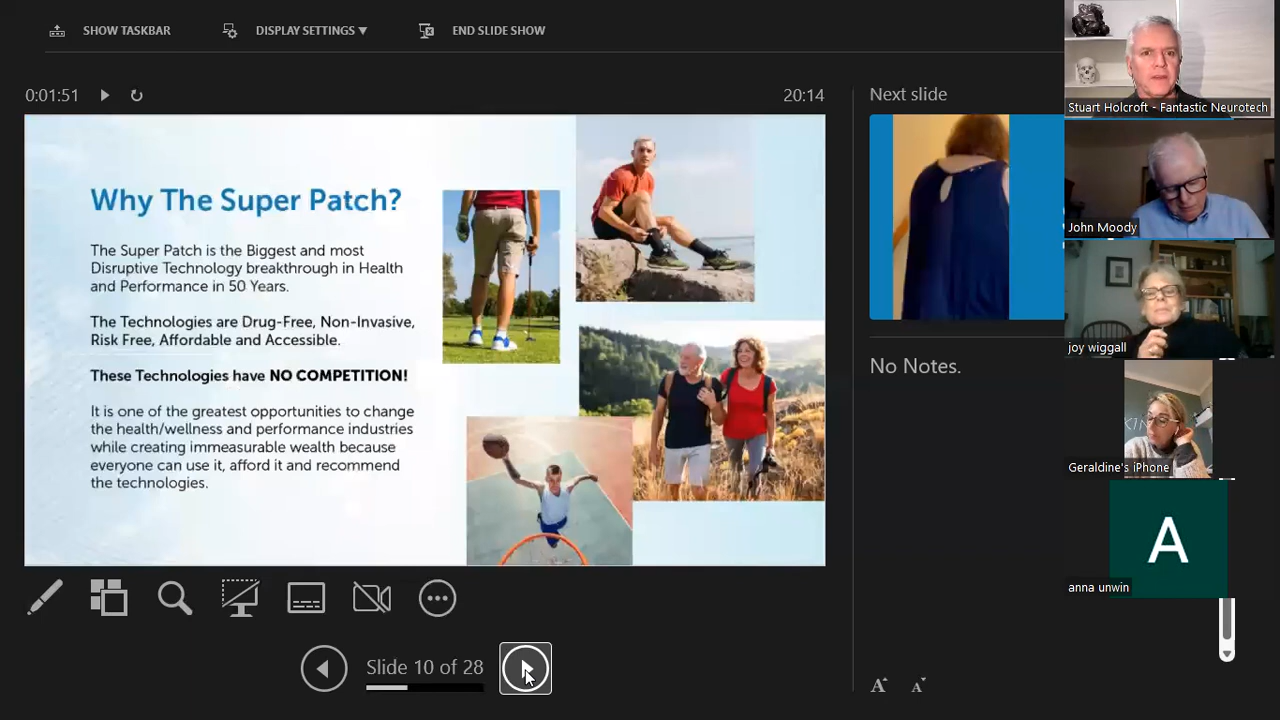 SHOW TASKBAR
DISPLAY SETTINGS ▼
END SLIDE SHOW
0:01:51
20:14
Next slide
Why The Super Patch?
The Super Patch is the Biggest and most
Disruptive Technology breakthrough in Health
and Performance in 50 Years.
The Technologies are Drug-Free, Non-Invasive,
Risk Free, Affordable and Accessible.
These Technologies have NO COMPETITION!
It is one of the greatest opportunities to change
the health/wellness and performance industries
while creating immeasurable wealth because
everyone can use it, afford it and recommend
the technologies.
No Notes.
Slide 10 of 28
A A
Stuart Holcroft - Fantastic Neurotech
John Moody
joy wiggall
Geraldine's iPhone
A
anna unwin